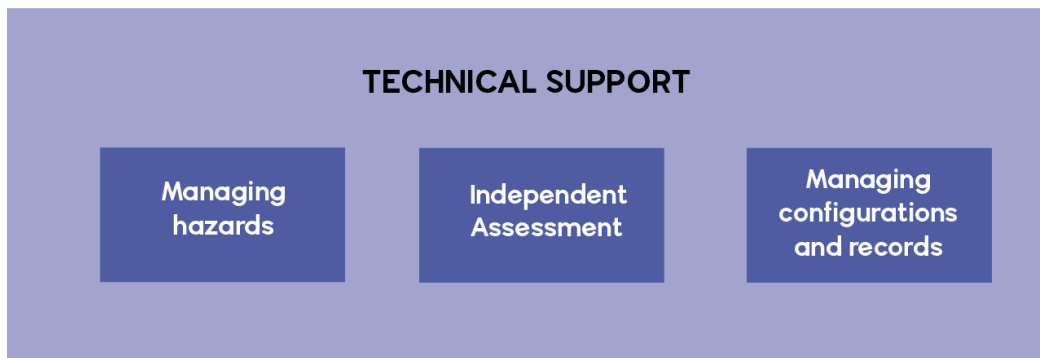 TECHNICAL SUPPORT
Managing
hazards
Independent
Assessment
Managing
configurations
and records